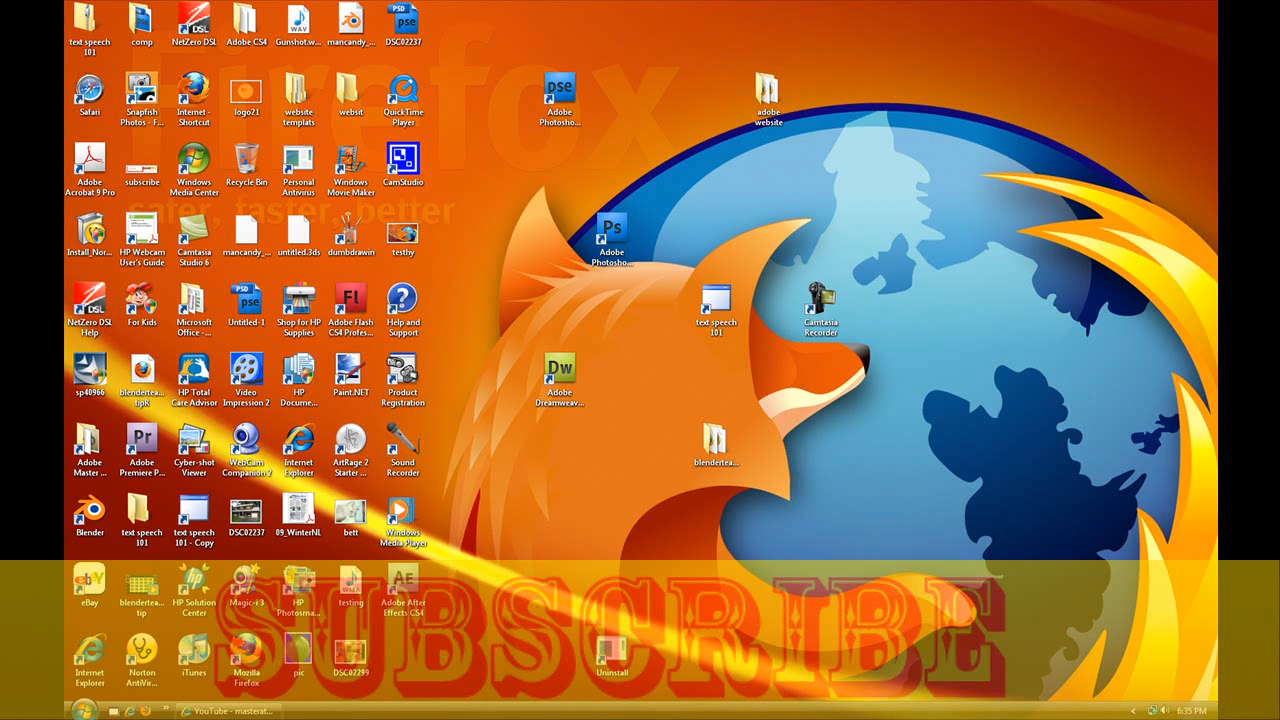 Firefox
safer, faster, better
text speech
101
comp
NetZero DSL
Adobe CS4
Gunshot.w...
mancandy_...
DSC02237
Safari
Snapfish
Photos - F...
Internet -
Shortcut
logo21
website
templats
websit
QuickTime
Player
Adobe
Photosho...
adobe
website
Adobe
Acrobat 9 Pro
subscribe
Windows
Media Center
Recycle Bin
Personal
Antivirus
Windows
Movie Maker
CamStudio
Install_Nor...
HP Webcam
User's Guide
Camtasia
Studio 6
mancandy_...
untitled.3ds
dumbdrawin
testhy
Adobe
Photosho...
NetZero DSL
Help
For Kids
Microsoft
Office - ...
Untitled-1
Shop for HP
Supplies
Adobe Flash
CS4 Profes...
Help and
Support
text speech
101
Camtasia
Recorder
sp40966
blendertea...
tipR
HP Total
Care Advisor
Video
Impression 2
HP
Docume...
Paint.NET
Product
Registration
Adobe
Dreamweav...
Adobe
Master ...
Adobe
Premiere P...
Cyber-shot
Viewer
WebCam
Companion 2
Internet
Explorer
ArtRage 2
Starter ...
Sound
Recorder
blendertea...
Blender
text speech
101
text speech
101 - Copy
DSC02237
09_WinterNL
bett
Windows
Media Player
eBay
blendertea...
tip
HP Solution
Center
Magic-i 3
HP
Photosma...
testing
Adobe After
Effects CS4
SUBSCRIBE
Internet
Explorer
Norton
AntiVir...
iTunes
Mozilla
Firefox
pic
DSC02299
Uninstall
YouTube - masterat...
6:35 PM